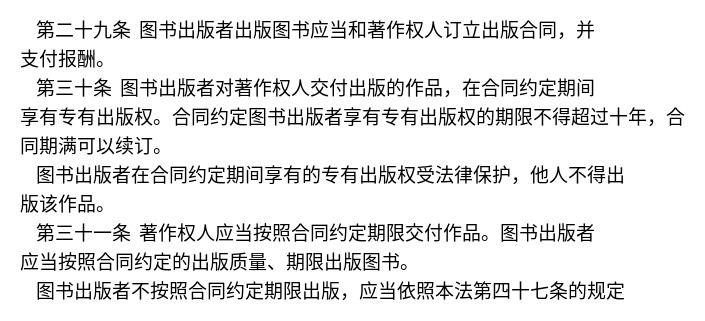 第二十九条 图书出版者出版图书应当和著作权人订立出版合同，并
支付报酬。
第三十条 图书出版者对著作权人交付出版的作品，在合同约定期间
享有专有出版权。合同约定图书出版者享有专有出版权的期限不得超过十年，合
同期满可以续订。
图书出版者在合同约定期间享有的专有出版权受法律保护，他人不得出
版该作品。
第三十一条 著作权人应当按照合同约定期限交付作品。图书出版者
应当按照合同约定的出版质量、期限出版图书。
图书出版者不按照合同约定期限出版，应当依照本法第四十七条的规定